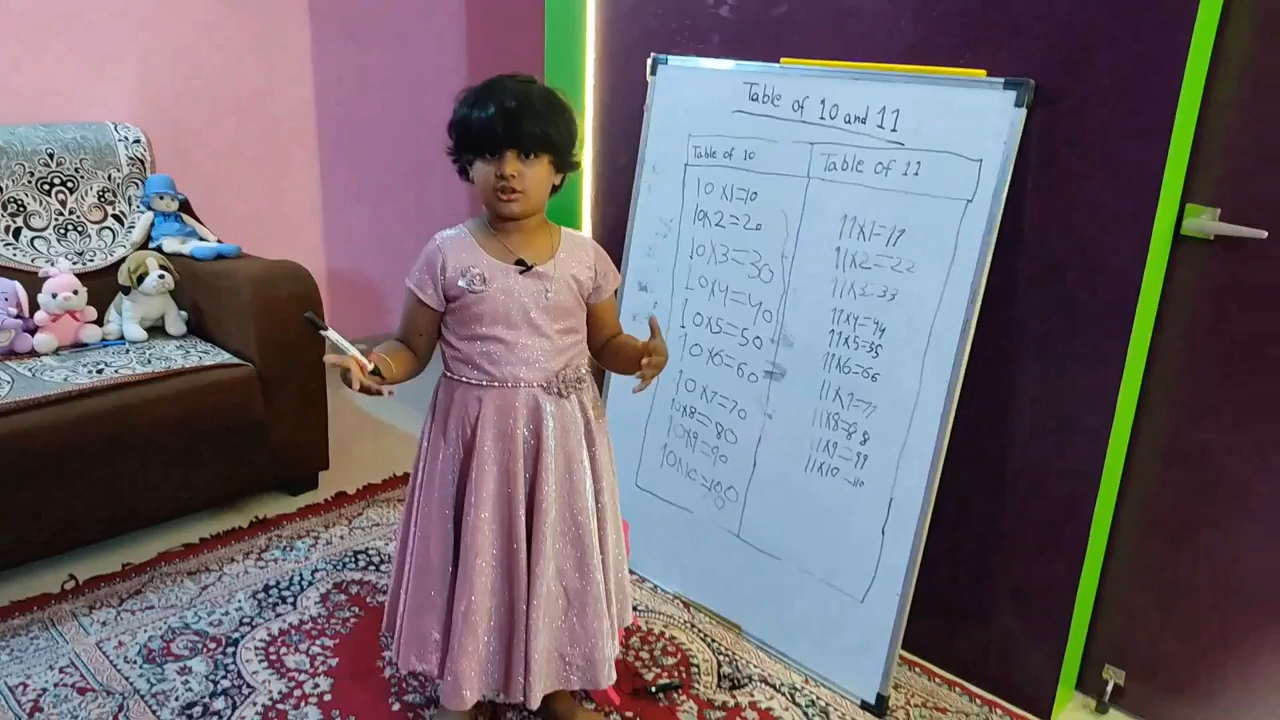 Table of 10 and 11
Table of 10
10x1=10
10x2=20
10x3=30
10x4=40
10x5=50
10x6=60
10x7=70
10x8=80
10x9=90
10x10=100
Table of 11
11x1=11
11x2=22
11x3=33
11x4=44
11x5=35
11x6=66
11x7=77
11x8=88
11x9=99
11x10=110